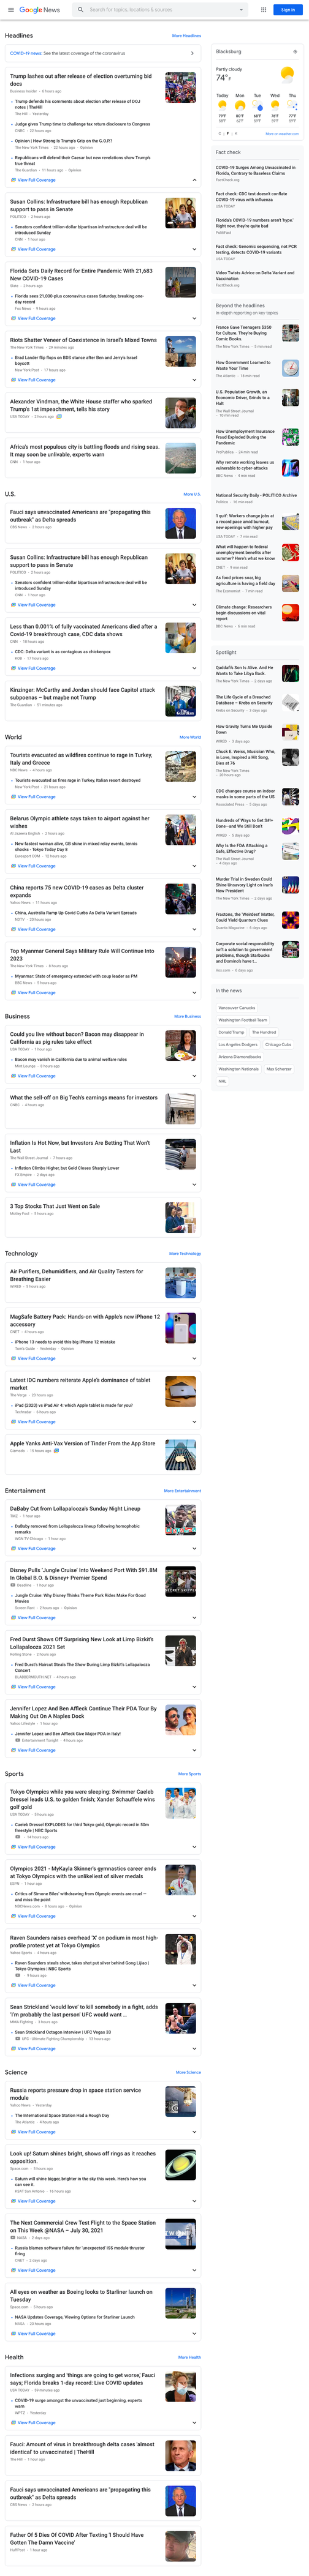 Google News
Search for topics, locations & sources
Sign in
Headlines
More Headlines
COVID-19 news: See the latest coverage of the coronavirus
Trump lashes out after release of election overturning bid
docs
Business Insider · 5 hours ago
Trump defends his comments about election after release of DOJ
notes | TheHill
The Hill · Yesterday
Judge gives Trump time to challenge tax return disclosure to Congress
CNBC · 22 hours ago
Opinion | How Strong Is Trump's Grip on the G.O.P.?
The New York Times · 22 hours ago · Opinion
Republicans will defend their Caesar but new revelations show Trump's
true threat
The Guardian · 11 hours ago · Opinion
View Full Coverage
Susan Collins: Infrastructure bill has enough Republican
support to pass in Senate
POLITICO · 2 hours ago
Senators confident trillion-dollar bipartisan infrastructure deal will be
introduced Sunday
CNN · 1 hour ago
View Full Coverage
Florida Sets Daily Record for Entire Pandemic With 21,683
New COVID-19 Cases
Slate · 2 hours ago
Florida sees 21,000-plus coronavirus cases Saturday, breaking one-
day record
Fox News · 9 hours ago
View Full Coverage
Riots Shatter Veneer of Coexistence in Israel's Mixed Towns
The New York Times · 39 minutes ago
Brad Lander flip flops on BDS stance after Ben and Jerry's Israel
boycott
New York Post · 17 hours ago
View Full Coverage
Alexander Vindman, the White House staffer who sparked
Trump's 1st impeachment, tells his story
USA TODAY · 2 hours ago
Africa's most populous city is battling floods and rising seas.
It may soon be unlivable, experts warn
CNN · 1 hour ago
U.S.
More U.S.
Fauci says unvaccinated Americans are "propagating this
outbreak" as Delta spreads
CBS News · 2 hours ago
Susan Collins: Infrastructure bill has enough Republican
support to pass in Senate
POLITICO · 2 hours ago
Senators confident trillion-dollar bipartisan infrastructure deal will be
introduced Sunday
CNN · 1 hour ago
View Full Coverage
Less than 0.001% of fully vaccinated Americans died after a
Covid-19 breakthrough case, CDC data shows
CNN · 18 hours ago
CDC: Delta variant is as contagious as chickenpox
KGW · 17 hours ago
View Full Coverage
Kinzinger: McCarthy and Jordan should face Capitol attack
subpoenas – but maybe not Trump
The Guardian · 51 minutes ago
World
More World
Tourists evacuated as wildfires continue to rage in Turkey,
Italy and Greece
NBC News · 4 hours ago
Tourists evacuated as fires rage in Turkey, Italian resort destroyed
New York Post · 21 hours ago
View Full Coverage
Belarus Olympic athlete says taken to airport against her
wishes
Al Jazeera English · 2 hours ago
New fastest woman alive, GB shine in mixed relay events, tennis
shocks - Tokyo Today Day 8
Eurosport.COM · 12 hours ago
View Full Coverage
China reports 75 new COVID-19 cases as Delta cluster
expands
Yahoo News · 11 hours ago
China, Australia Ramp Up Covid Curbs As Delta Variant Spreads
NDTV · 20 hours ago
View Full Coverage
Top Myanmar General Says Military Rule Will Continue Into
2023
The New York Times · 8 hours ago
Myanmar: State of emergency extended with coup leader as PM
BBC News · 3 hours ago
View Full Coverage
Business
More Business
Could you live without bacon? Bacon may disappear in
California as pig rules take effect
USA TODAY · 1 hour ago
Bacon may vanish in California due to animal welfare rules
Mint Lounge · 8 hours ago
View Full Coverage
What the sell-off on Big Tech's earnings means for investors
CNBC · 4 hours ago
Inflation Is Hot Now, but Investors Are Betting That Won't
Last
The Wall Street Journal · 7 hours ago
Inflation Climbs Higher, but Gold Closes Sharply Lower
FX Empire · 2 days ago
View Full Coverage
3 Top Stocks That Just Went on Sale
Motley Fool · 5 hours ago
Technology
More Technology
Air Purifiers, Dehumidifiers, and Air Quality Testers for
Breathing Easier
WIRED · 3 hours ago
MagSafe Battery Pack: Hands-on with Apple's new iPhone 12
accessory
CNET · 4 hours ago
iPhone 13 needs to avoid this big iPhone 12 mistake
Tom's Guide · Yesterday · Opinion
View Full Coverage
Latest IDC numbers reiterate Apple's dominance of tablet
market
The Verge · 20 hours ago
iPad (2020) vs iPad Air 4: which Apple tablet is made for you?
TechRadar · 6 hours ago
View Full Coverage
Apple Yanks Anti-Vax Version of Tinder From the App Store
Gizmodo · 19 hours ago
Entertainment
More Entertainment
DaBaby Cut from Lollapalooza's Sunday Night Lineup
TMZ · 1 hour ago
DaBaby removed from Lollapalooza lineup following homophobic
remarks
WGN TV Chicago · 1 hour ago
View Full Coverage
Disney Pulls 'Jungle Cruise' Into Weekend Port With $91.8M
In Global B.O. & Disney+ Premier Spend
Deadline · 1 hour ago
Jungle Cruise: Why Disney Thinks Theme Park Rides Make For Good
Movies
Screen Rant · 2 hours ago · Opinion
View Full Coverage
Fred Durst Shows Off Surprising New Look at Limp Bizkit's
Lollapalooza 2021 Set
Rolling Stone · 2 hours ago
Fred Durst's Haircut Steals The Show During Limp Bizkit's Lollapalooza
Concert
BLABBERMOUTH.NET · 4 hours ago
View Full Coverage
Jennifer Lopez And Ben Affleck Continue Their PDA Tour By
Making Out On A Naples Dock
Yahoo Lifestyle · 1 hour ago
Jennifer Lopez and Ben Affleck Give Major PDA in Italy!
Entertainment Tonight · 4 hours ago
View Full Coverage
Sports
More Sports
Tokyo Olympics while you were sleeping: Swimmer Caeleb
Dressel leads U.S. to golden finish; Xander Schauffele wins
golf gold
USA TODAY · 5 hours ago
Caeleb Dressel EXPLODES for third Tokyo gold, Olympic record in 50m
freestyle | NBC Sports
14 hours ago
View Full Coverage
Olympics 2021 - MyKayla Skinner's gymnastics career ends
at Tokyo Olympics with the unlikeliest of silver medals
ESPN · 1 hour ago
Critics of Simone Biles' withdrawing from Olympic events are cruel —
and miss the point
NBCNews.com · 8 hours ago · Opinion
View Full Coverage
Raven Saunders raises overhead 'X' on podium in most high-
profile protest yet at Tokyo Olympics
Yahoo Sports · 4 hours ago
Raven Saunders steals show, takes shot put silver behind Gong Lijiao |
Tokyo Olympics | NBC Sports
9 hours ago
View Full Coverage
Sean Strickland 'would love' to kill somebody in a fight, adds
'I'm probably the last person' UFC would want ...
MMA Fighting · 3 hours ago
Sean Strickland Octagon Interview | UFC Vegas 33
UFC - Ultimate Fighting Championship · 13 hours ago
View Full Coverage
Science
More Science
Russia reports pressure drop in space station service
module
Yahoo News · Yesterday
The International Space Station Had a Rough Day
The Atlantic · 4 hours ago
View Full Coverage
Look up! Saturn shines bright, shows off rings as it reaches
opposition.
Space.com · 5 hours ago
Saturn will shine bigger, brighter in the sky this week. Here's how you
can see it.
KSAT San Antonio · 16 hours ago
View Full Coverage
The Next Commercial Crew Test Flight to the Space Station
on This Week @NASA – July 30, 2021
NASA · 2 days ago
Russia blames software failure for 'unexpected' ISS module thruster
firing
CNET · 2 days ago
View Full Coverage
All eyes on weather as Boeing looks to Starliner launch on
Tuesday
Space.com · 5 hours ago
NASA Updates Coverage, Viewing Options for Starliner Launch
NASA · 20 hours ago
View Full Coverage
Health
More Health
Infections surging and 'things are going to get worse,' Fauci
says; Florida breaks 1-day record: Live COVID updates
USA TODAY · 39 minutes ago
COVID-19 surge amongst the unvaccinated just beginning, experts
warn
WFTZ · Yesterday
View Full Coverage
Fauci: Amount of virus in breakthrough delta cases 'almost
identical' to unvaccinated | TheHill
The Hill · 1 hour ago
Fauci says unvaccinated Americans are "propagating this
outbreak" as Delta spreads
CBS News · 2 hours ago
Father Of 5 Dies Of COVID After Texting 'I Should Have
Gotten The Damn Vaccine'
HuffPost · 1 hour ago
Blacksburg
Partly cloudy
74°F
Today Mon Tue Wed Thu
C | F | K
More on weather.com
Fact check
COVID-19 Surges Among Unvaccinated in
Florida, Contrary to Baseless Claims
FactCheck.org
Fact check: CDC test doesn't conflate
COVID-19 virus with influenza
USA TODAY
Florida's COVID-19 numbers aren't 'hype.'
Right now, they're quite bad
PolitiFact
Fact check: Genomic sequencing, not PCR
testing, detects COVID-19 variants
USA TODAY
Video Twists Advice on Delta Variant and
Vaccination
FactCheck.org
Beyond the headlines
In-depth reporting on key topics
France Gave Teenagers $350
for Culture. They're Buying
Comic Books.
The New York Times · 5 min read
How Government Learned to
Waste Your Time
The Atlantic · 16 min read
U.S. Population Growth, an
Economic Driver, Grinds to a
Halt
The Wall Street Journal
· 10 min read
How Unemployment Insurance
Fraud Exploded During the
Pandemic
ProPublica · 24 min read
Why remote working leaves us
vulnerable to cyber-attacks
BBC News · 4 min read
National Security Daily - POLITICO Archive
Politico · 16 min read
'I quit': Workers change jobs at
a record pace amid burnout,
new openings with higher pay
USA TODAY · 7 min read
What will happen to federal
unemployment benefits after
summer? Here's what we know
CNET · 9 min read
As food prices soar, big
agriculture is having a field day
The Economist · 7 min read
Climate change: Researchers
begin discussions on vital
report
BBC News · 6 min read
Spotlight
Qaddafi's Son Is Alive. And He
Wants to Take Libya Back.
The New York Times · 2 days ago
The Life Cycle of a Breached
Database – Krebs on Security
Krebs on Security · 3 days ago
How Gravity Turns Me Upside
Down
WIRED · 3 days ago
Chuck E. Weiss, Musician Who,
in Love, Inspired a Hit Song,
Dies at 76
The New York Times
· 20 hours ago
CDC changes course on indoor
masks in some parts of the US
Associated Press · 5 days ago
Hundreds of Ways to Get S#!+
Done—and We Still Don't
WIRED · 5 days ago
Why Is the FDA Attacking a
Safe, Effective Drug?
The Wall Street Journal
· 4 days ago
Murder Trial in Sweden Could
Shine Unsavory Light on Iran's
New President
The New York Times · 3 days ago
Fractons, the 'Weirdest' Matter,
Could Yield Quantum Clues
Quanta Magazine · 6 days ago
Corporate social responsibility
isn't a solution to government
problems, though Starbucks
and Domino's have t...
Vox.com · 5 days ago
In the news
Vancouver Canucks
Washington Football Team
Donald Trump The Hundred
Los Angeles Dodgers Chicago Cubs
Arizona Diamondbacks
Washington Nationals Max Scherzer
NHL